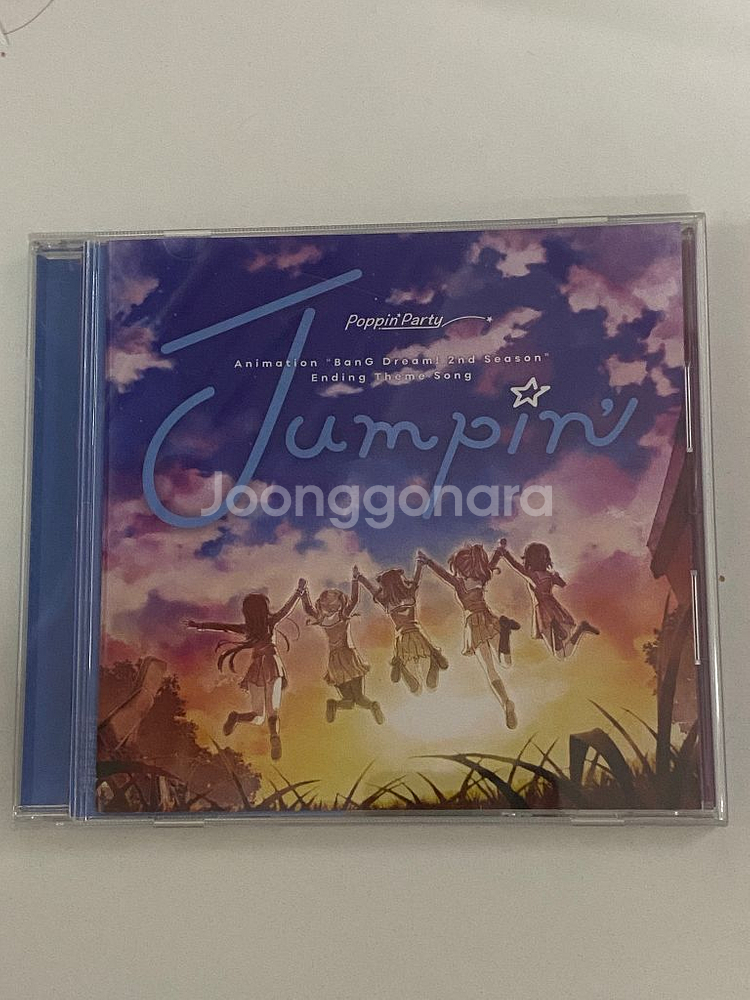 Poppin'Party
Animation "BanG Dream! 2nd Season"
Ending Theme Song
Jumpin'
Joonggonara